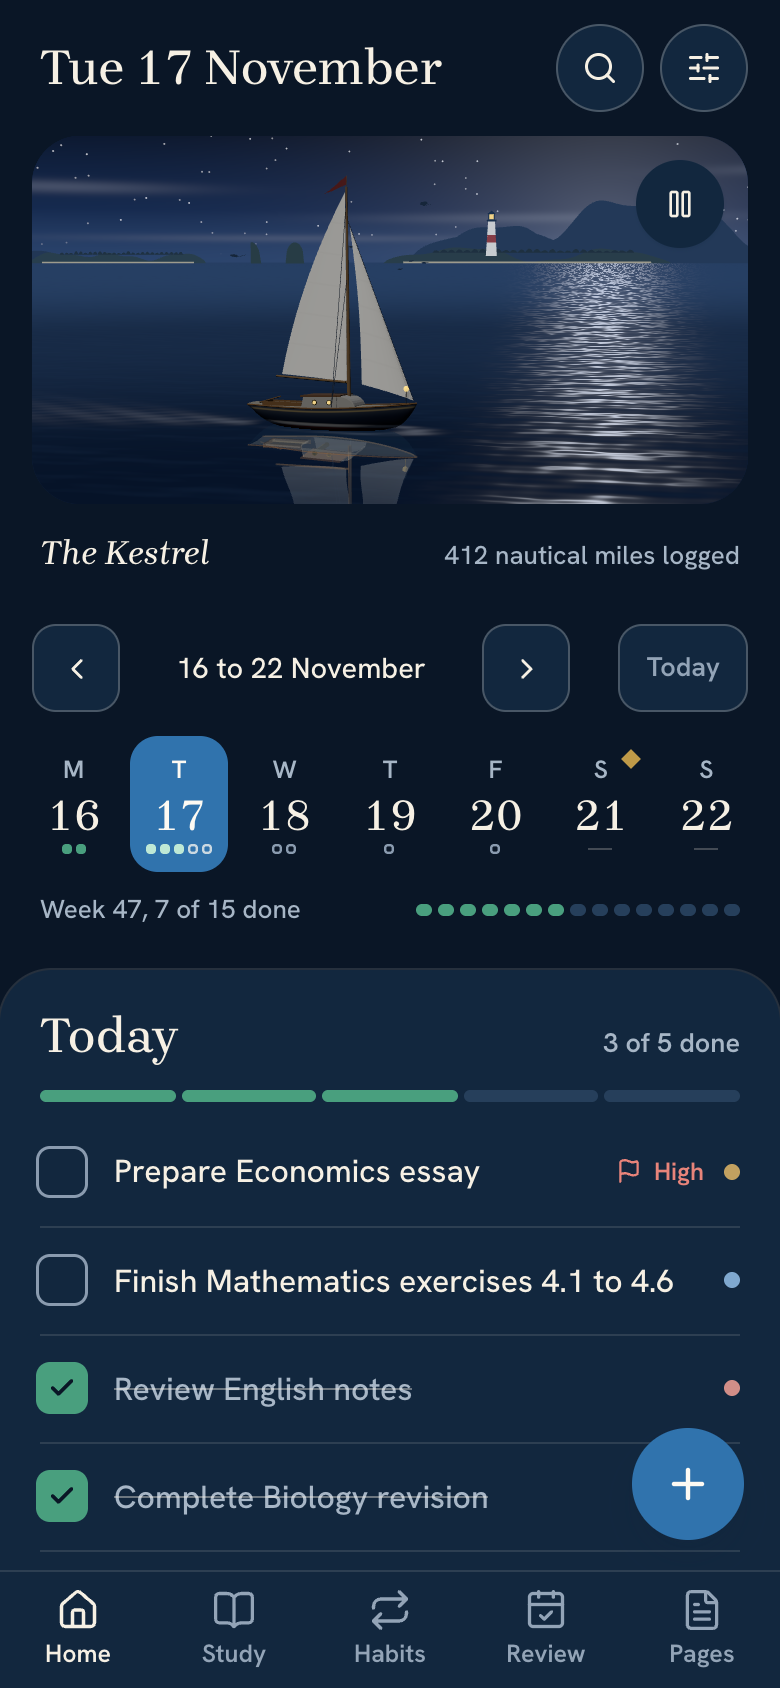 Tue 17 November
The Kestrel
412 nautical miles logged
16 to 22 November
Today
M T W T F S S
16 17 18 19 20 21 22
Week 47, 7 of 15 done
Today
3 of 5 done
Prepare Economics essay
High
Finish Mathematics exercises 4.1 to 4.6
Review English notes
Complete Biology revision
Home Study Habits Review Pages